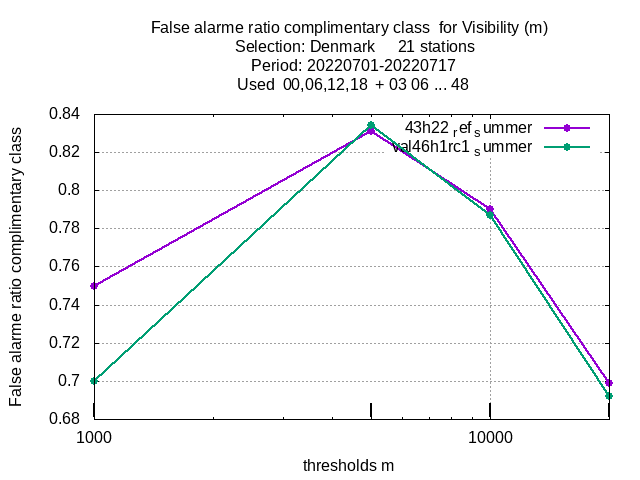 False alarme ratio complimentary class for Visibility (m)
Selection: Denmark 21 stations
Period: 20220701-20220717
Used 00,06,12,18 + 03 06 ... 48
False alarme ratio complimentary class
0.84
0.82
0.8
0.78
0.76
0.74
0.72
0.7
0.68
43h22 ref summer
val46h1rc1 summer
1000
10000
thresholds m